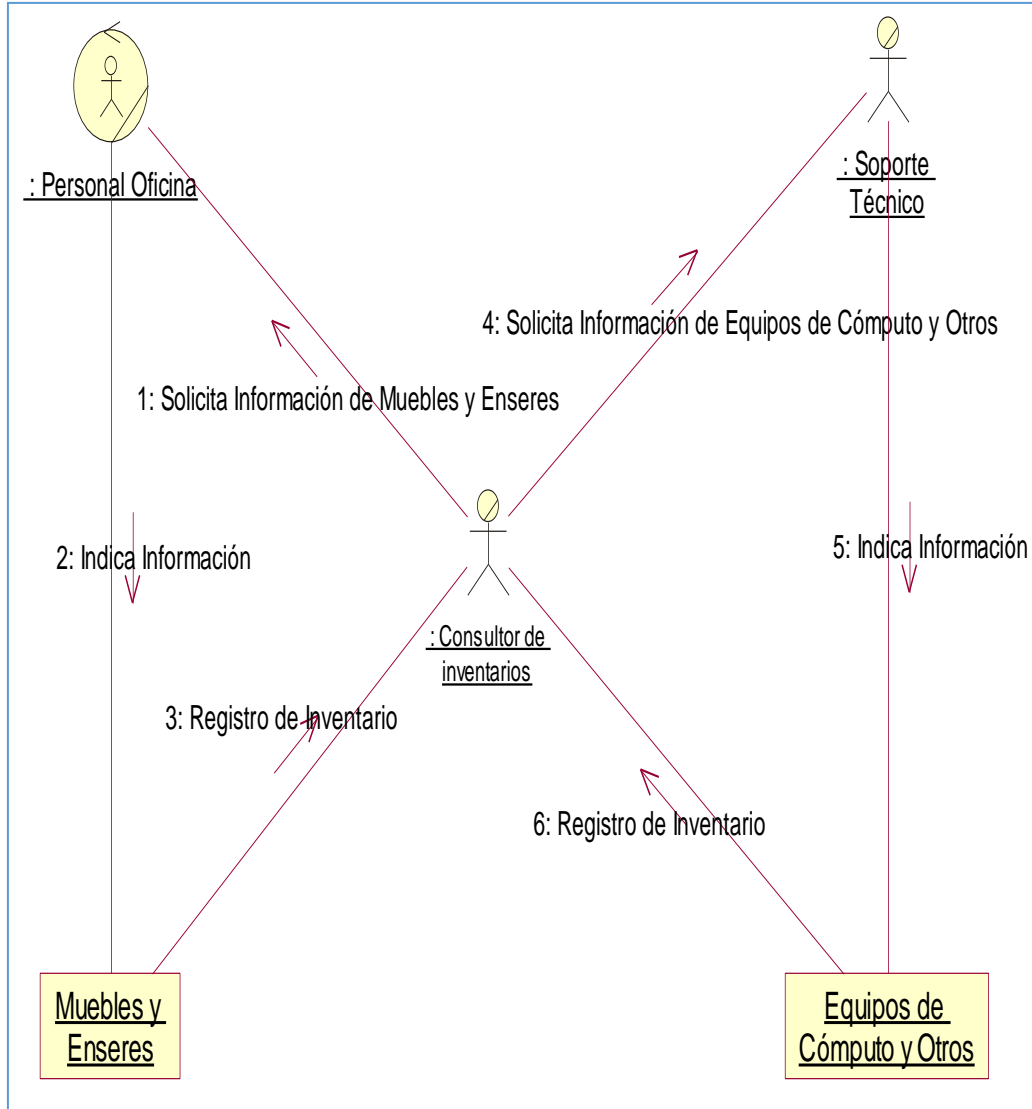 : Personal Oficina
: Soporte
Técnico
4: Solicita Información de Equipos de Cómputo y Otros
1: Solicita Información de Muebles y Enseres
2: Indica Información
5: Indica Información
: Consultor de
inventarios
3: Registro de Inventario
6: Registro de Inventario
Muebles y
Enseres
Equipos de
Cómputo y Otros